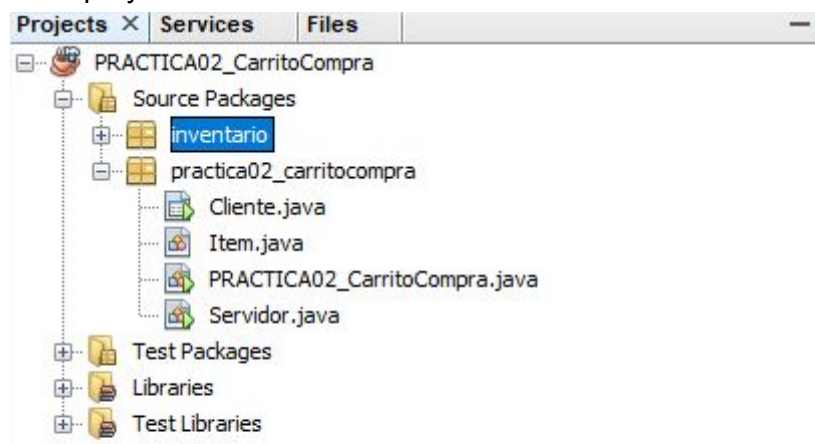 Projects × Services Files
PRACTICA02_CarritoCompra
Source Packages
inventario
practica02_carritocompra
Cliente.java
Item.java
PRACTICA02_CarritoCompra.java
Servidor.java
Test Packages
Libraries
Test Libraries